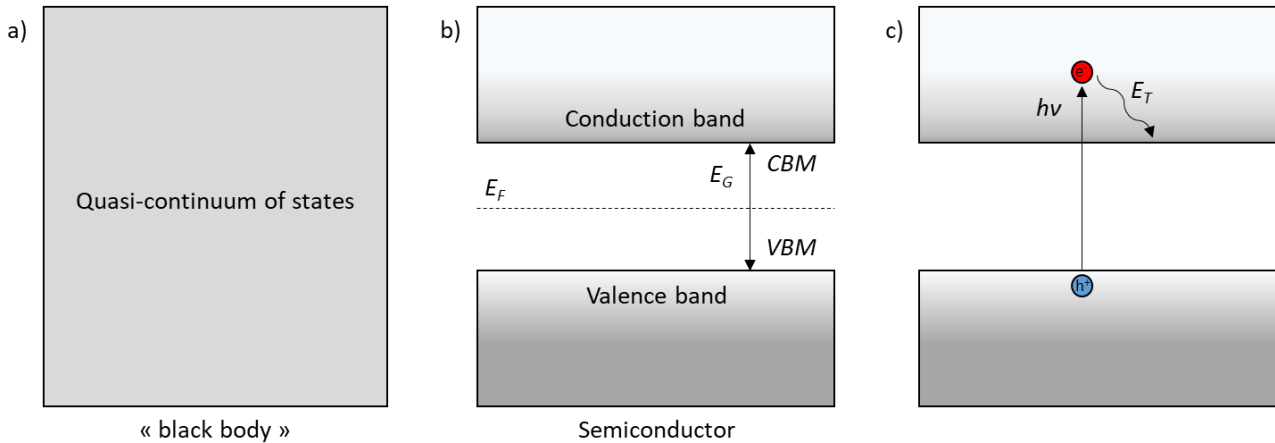 a)
Quasi-continuum of states
« black body »
b)
Conduction band
CBM
E_G
E_F
VBM
Valence band
Semiconductor
c)
e-
E_T
hν
h+